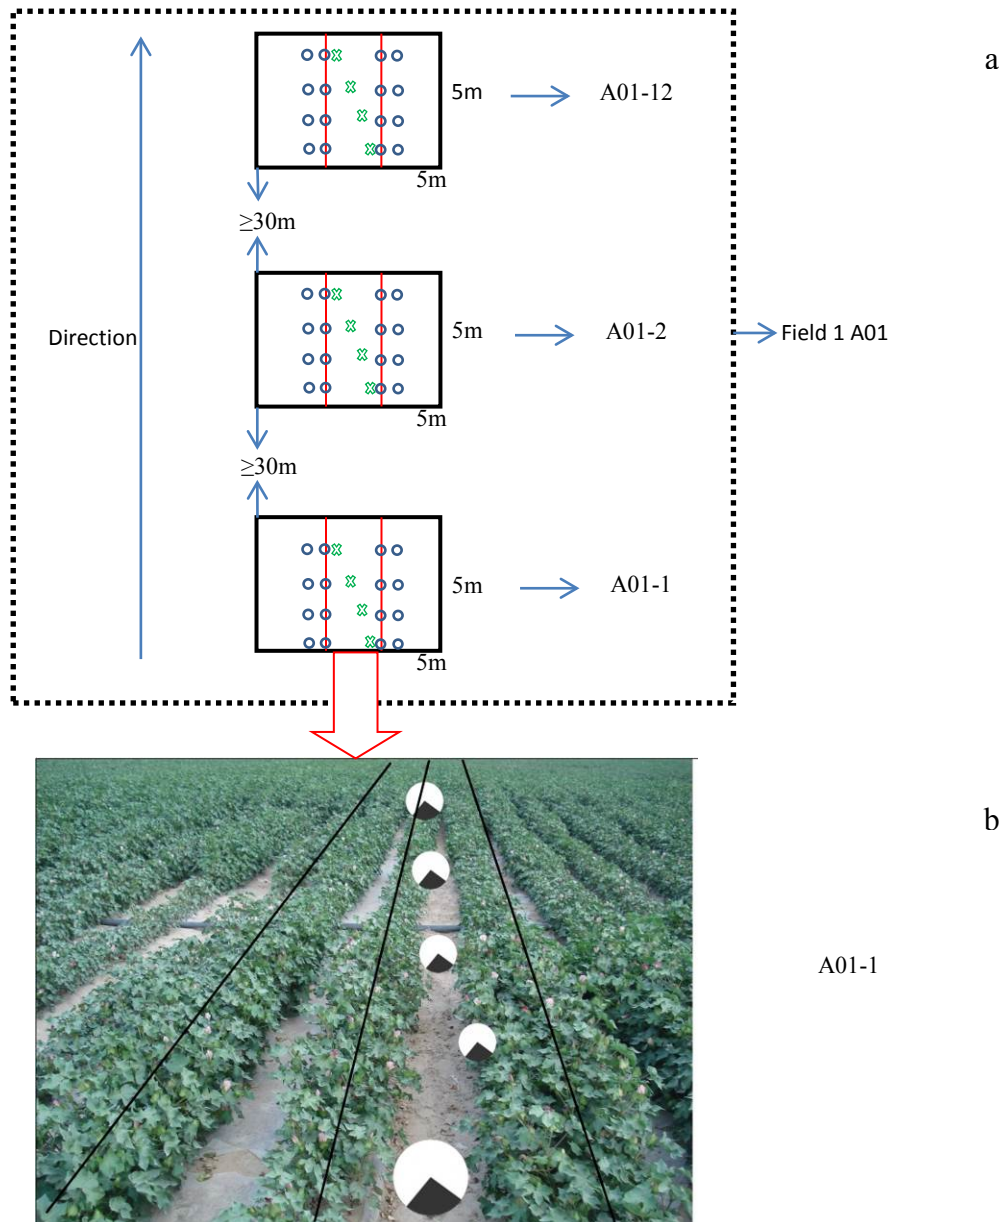 a
5m
A01-12
5m
≥30m
Direction
5m
A01-2
Field 1 A01
5m
≥30m
5m
A01-1
5m
b
A01-1